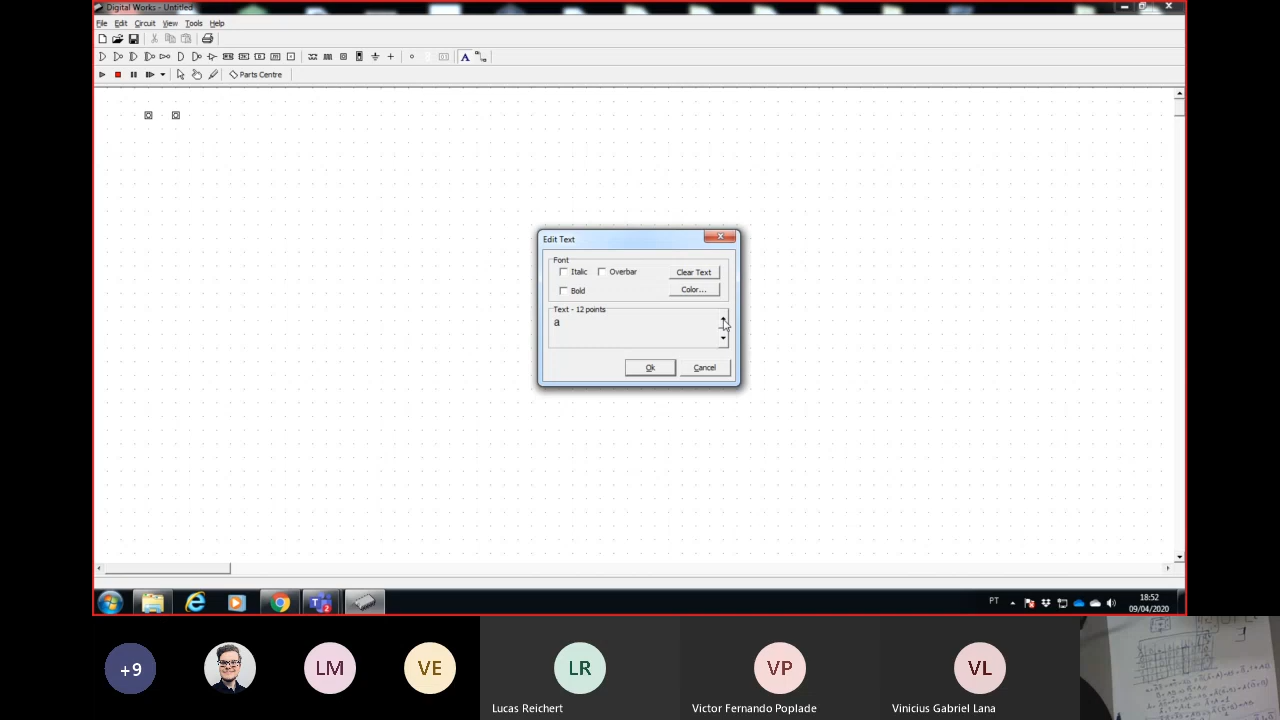 Digital Works - Untitled
File Edit Circuit View Tools Help
Parts Centre
A
Edit Text
Font
Italic Overbar Clear Text
Bold Color...
Text - 12 points
a
Ok Cancel
PT 18:52
09/04/2020
+9 LM VE LR VP VL
Lucas Reichert Victor Fernando Poplade Vinicius Gabriel Lana